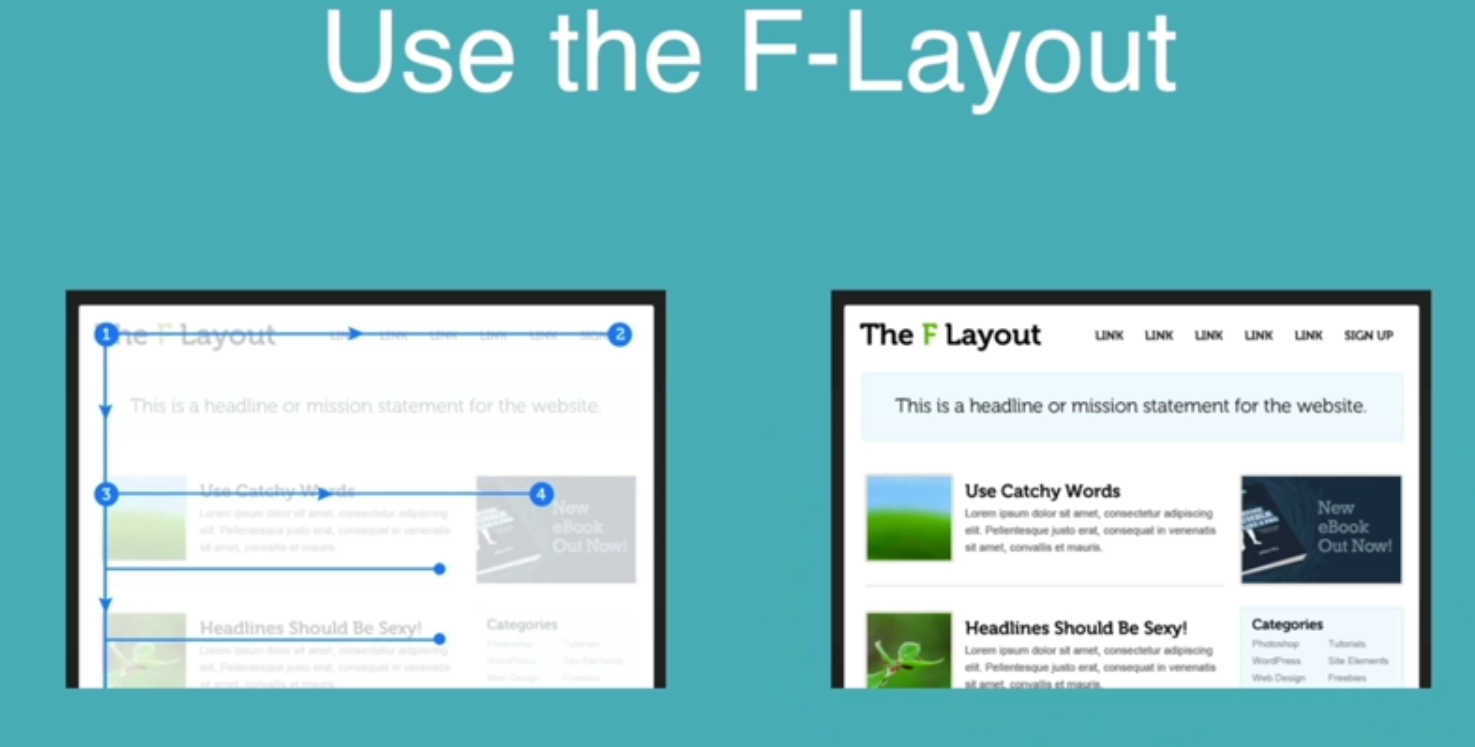 Use the F-Layout
1
The F Layout
LINK LINK LINK LINK LINK SIGN
2
This is a headline or mission statement for the website.
3
Use Catchy Words
4
Lorem ipsum dolor sit amet, consectetur adipiscing
elit. Pellentesque justo erat, consequat in venenatis
sit amet, convallis et mauris.
New
eBook
Out Now!
Headlines Should Be Sexy!
Lorem ipsum dolor sit amet, consectetur adipiscing
elit. Pellentesque justo erat, consequat in venenatis
sit amet, convallis et mauris.
Categories
Photoshop Tutorials
WordPress Site Elements
Web Design Freebies
The F Layout
LINK LINK LINK LINK LINK SIGN UP
This is a headline or mission statement for the website.
Use Catchy Words
Lorem ipsum dolor sit amet, consectetur adipiscing
elit. Pellentesque justo erat, consequat in venenatis
sit amet, convallis et mauris.
New
eBook
Out Now!
Headlines Should Be Sexy!
Lorem ipsum dolor sit amet, consectetur adipiscing
elit. Pellentesque justo erat, consequat in venenatis
sit amet, convallis et mauris.
Categories
Photoshop Tutorials
WordPress Site Elements
Web Design Freebies